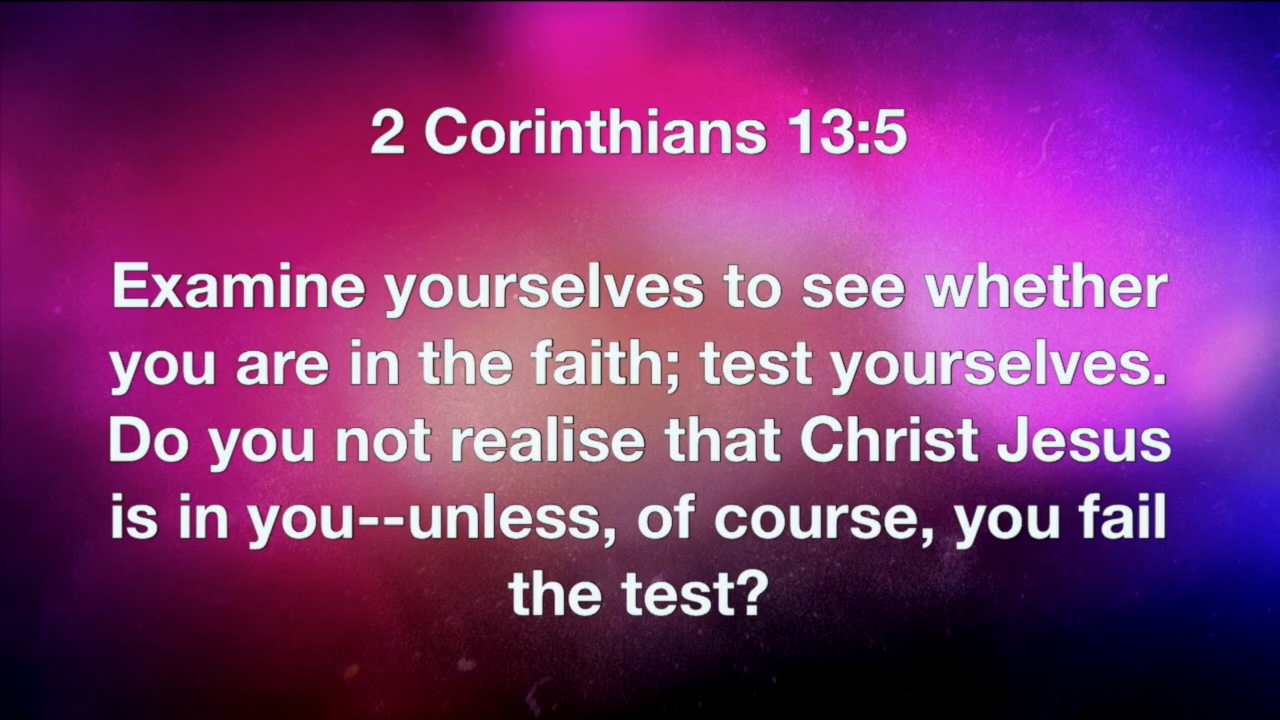 2 Corinthians 13:5
Examine yourselves to see whether
you are in the faith; test yourselves.
Do you not realise that Christ Jesus
is in you--unless, of course, you fail
the test?